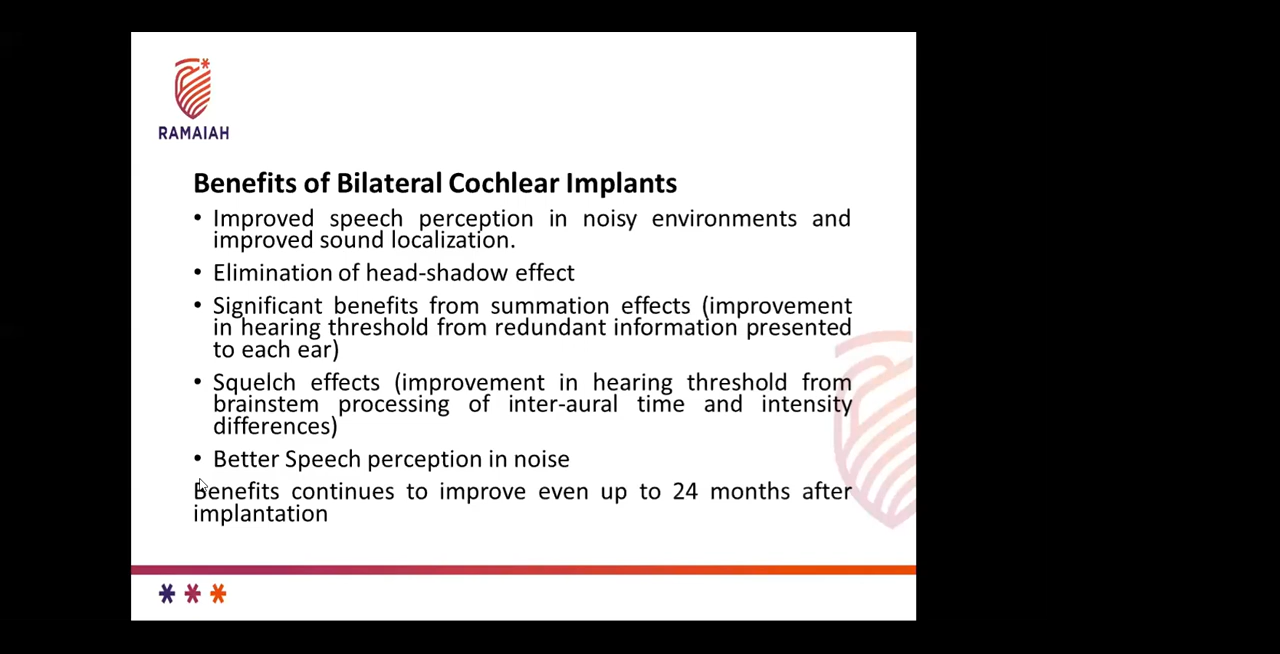 RAMAIAH
Benefits of Bilateral Cochlear Implants
• Improved speech perception in noisy environments and
improved sound localization.
• Elimination of head-shadow effect
• Significant benefits from summation effects (improvement
in hearing threshold from redundant information presented
to each ear)
• Squelch effects (improvement in hearing threshold from
brainstem processing of inter-aural time and intensity
differences)
• Better Speech perception in noise
Benefits continues to improve even up to 24 months after
implantation